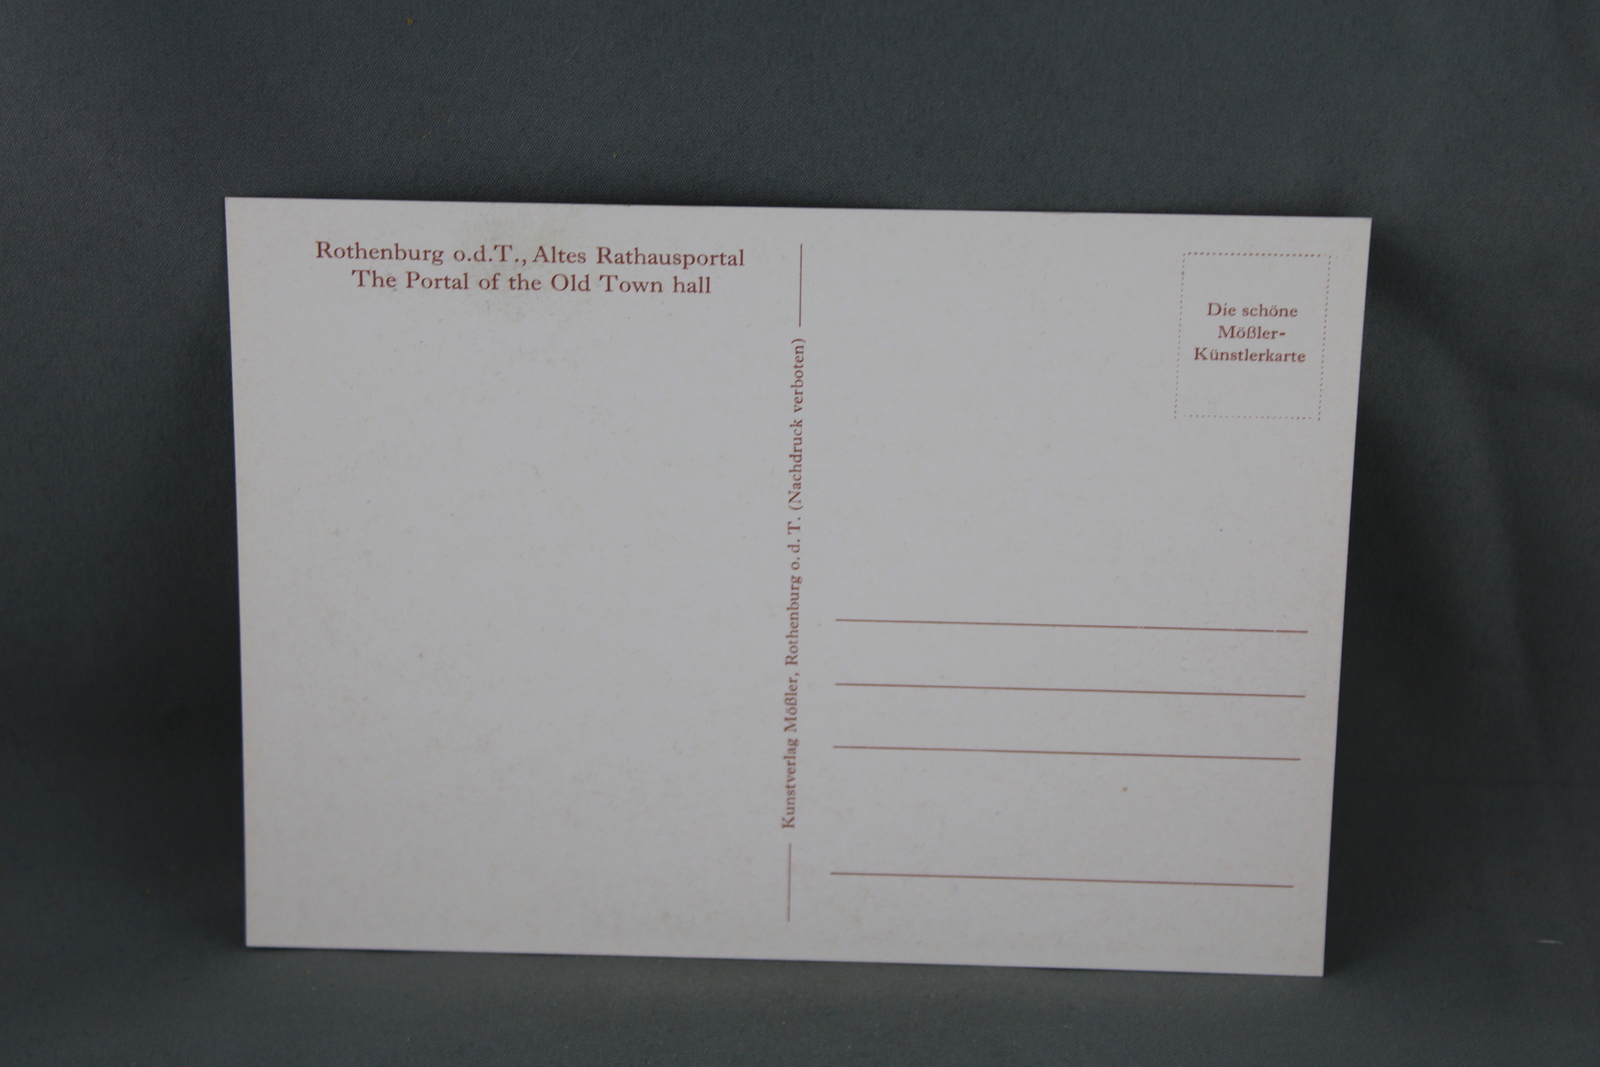 Rothenburg o.d.T., Altes Rathausportal
The Portal of the Old Town hall
Kunstverlag Mößler, Rothenburg o. d. T. (Nachdruck verboten)
Die schöne
Mößler-
Künstlerkarte